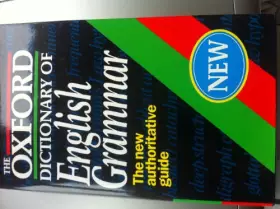 THE
OXFORD
DICTIONARY OF
English
Grammar
The new
authoritative
guide
NEW